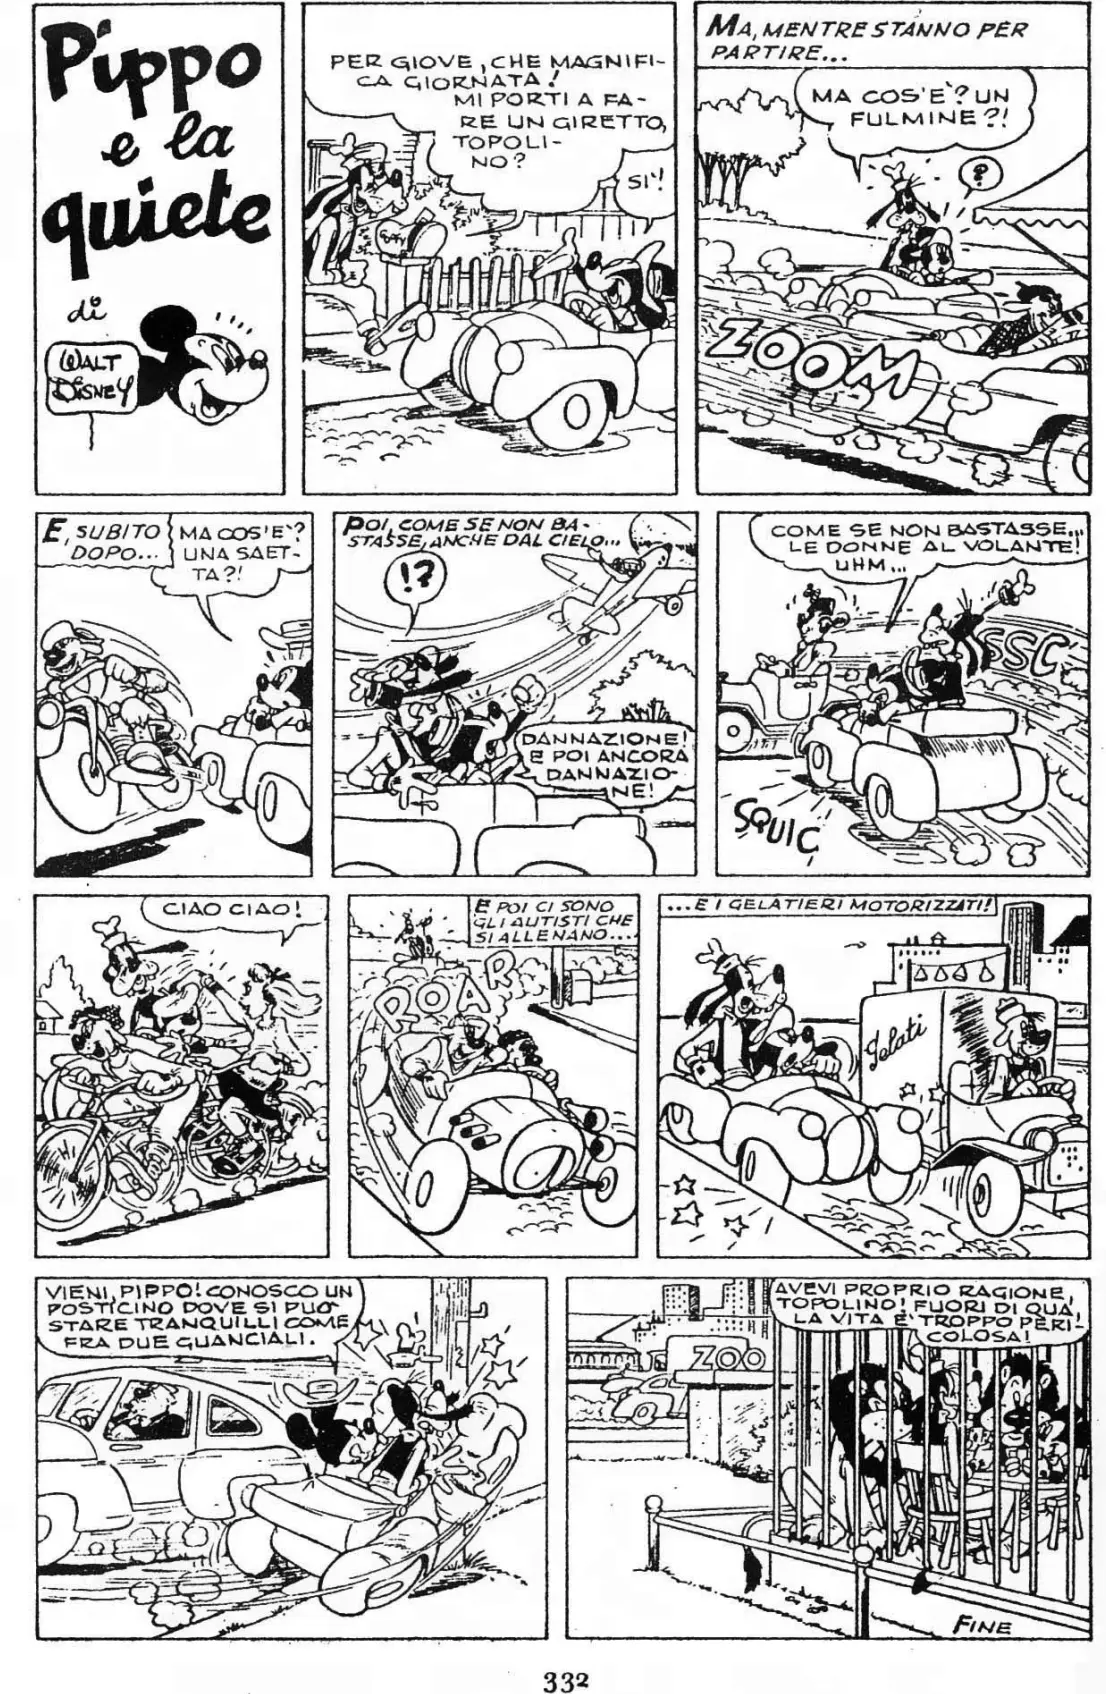 Pippo
e la
quiete
di
WALT
DISNEY
PER GIOVE, CHE MAGNIFI-
CA GIORNATA!
MI PORTI A FA-
RE UN GIRETTO,
TOPOLI-
NO?
SI'!
GOOFY
MA, MENTRE STANNO PER
PARTIRE...
MA COS'E'? UN
FULMINE?!
?
ZOOM
E, SUBITO
DOPO...
MA COS'E'?
UNA SAET-
TA?!
POI, COME SE NON BA-
STASSE, ANCHE DAL CIELO...
!?
DANNAZIONE!
E POI ANCORA
DANNAZIO-
NE!
COME SE NON BASTASSE...
LE DONNE AL VOLANTE!
UHM...
SSC
SQUIC
CIAO CIAO!
E POI CI SONO
GLI AUTISTI CHE
SI ALLENANO...
ROAR
...E I GELATIERI MOTORIZZATI!
Gelati
VIENI, PIPPO! CONOSCO UN
POSTICINO DOVE SI PUO'
STARE TRANQUILLI COME
FRA DUE GUANCIALI.
AVEVI PROPRIO RAGIONE,
TOPOLINO! FUORI DI QUA,
LA VITA E' TROPPO PERI-
COLOSA!
ZOO
FINE
332